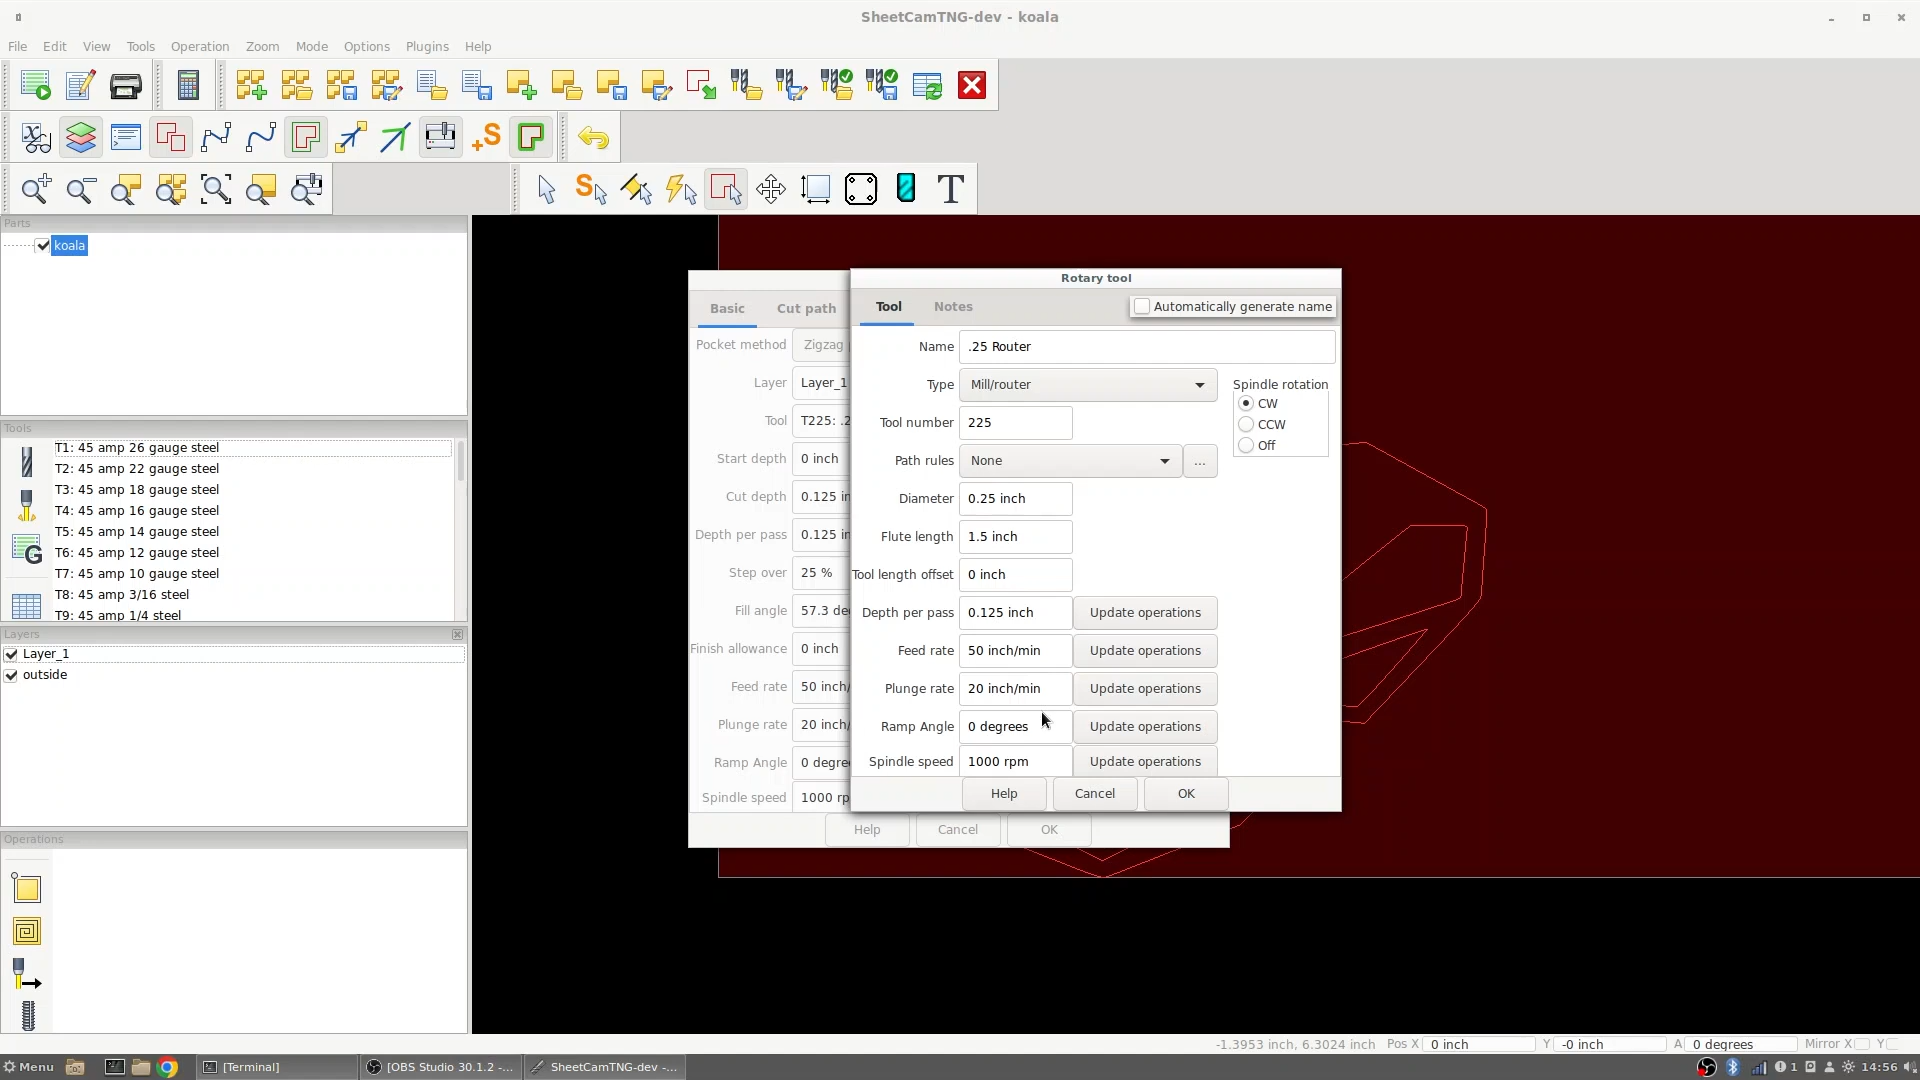 SheetCamTNG-dev - koala
File Edit View Tools Operation Zoom Mode Options Plugins Help
Parts
koala
Tools
T1: 45 amp 26 gauge steel
T2: 45 amp 22 gauge steel
T3: 45 amp 18 gauge steel
T4: 45 amp 16 gauge steel
T5: 45 amp 14 gauge steel
T6: 45 amp 12 gauge steel
T7: 45 amp 10 gauge steel
T8: 45 amp 3/16 steel
T9: 45 amp 1/4 steel
Layers
Layer_1
outside
Operations
Basic Cut path
Pocket method Zigzag
Layer Layer_1
Tool T225: .2
Start depth 0 inch
Cut depth 0.125 in
Depth per pass 0.125 in
Step over 25 %
Fill angle 57.3 de
Finish allowance 0 inch
Feed rate 50 inch/
Plunge rate 20 inch/
Ramp Angle 0 degre
Spindle speed 1000 rp
Help Cancel OK
Rotary tool
Tool Notes Automatically generate name
Name .25 Router
Type Mill/router
Spindle rotation
CW
CCW
Off
Tool number 225
Path rules None ...
Diameter 0.25 inch
Flute length 1.5 inch
Tool length offset 0 inch
Depth per pass 0.125 inch Update operations
Feed rate 50 inch/min Update operations
Plunge rate 20 inch/min Update operations
Ramp Angle 0 degrees Update operations
Spindle speed 1000 rpm Update operations
Help Cancel OK
-1.3953 inch, 6.3024 inch Pos X 0 inch Y -0 inch A 0 degrees Mirror X Y
Menu [Terminal] [OBS Studio 30.1.2 -... SheetCamTNG-dev -... 1 14:56